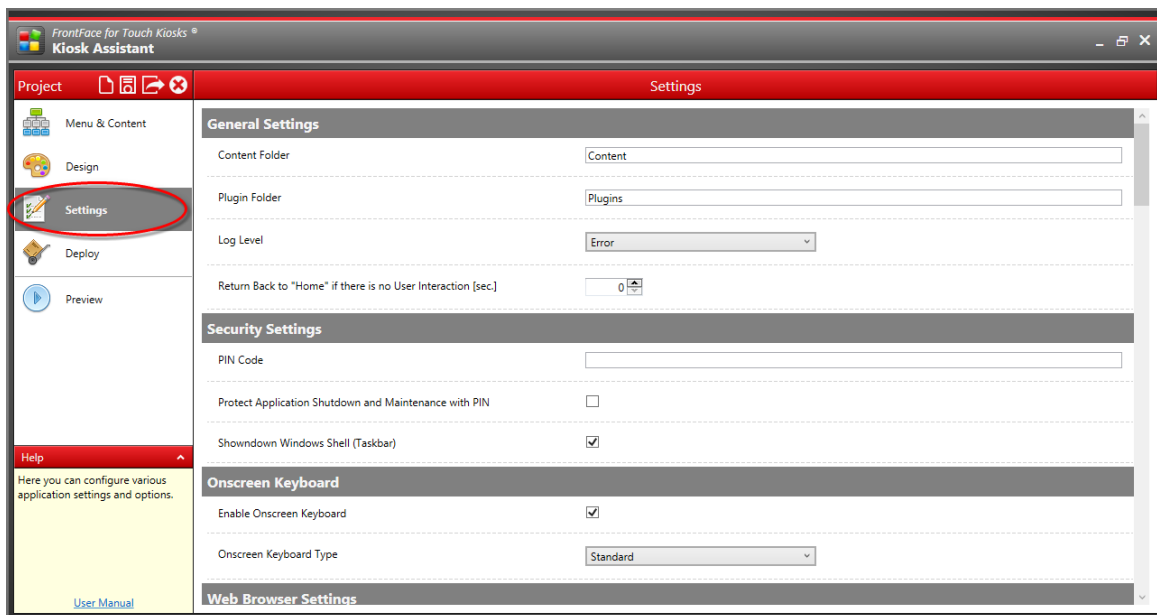 FrontFace for Touch Kiosks ®
Kiosk Assistant
Project
Settings
Menu & Content
Design
Settings
Deploy
Preview
General Settings
Content Folder
Content
Plugin Folder
Plugins
Log Level
Error
Return Back to "Home" if there is no User Interaction [sec.]
0
Security Settings
PIN Code
Protect Application Shutdown and Maintenance with PIN
Showndown Windows Shell (Taskbar)
Onscreen Keyboard
Enable Onscreen Keyboard
Onscreen Keyboard Type
Standard
Web Browser Settings
Help
Here you can configure various
application settings and options.
User Manual